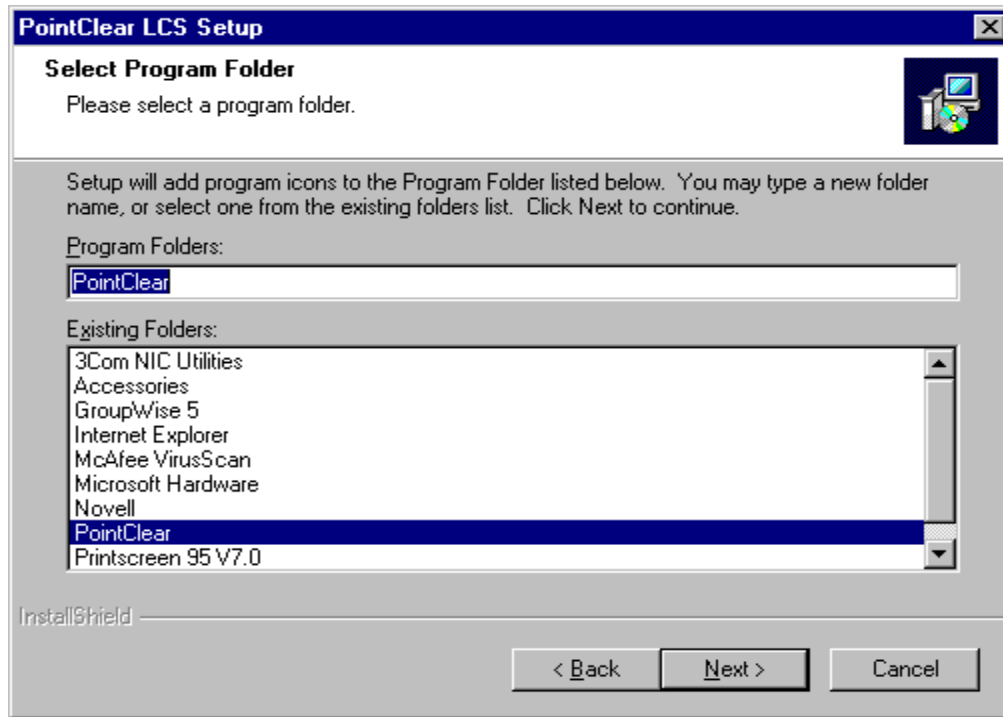 PointClear LCS Setup
Select Program Folder
Please select a program folder.
Setup will add program icons to the Program Folder listed below.  You may type a new folder
name, or select one from the existing folders list.  Click Next to continue.
Program Folders:
PointClear
Existing Folders:
3Com NIC Utilities
Accessories
GroupWise 5
Internet Explorer
McAfee VirusScan
Microsoft Hardware
Novell
PointClear
Printscreen 95 V7.0
InstallShield
< Back
Next >
Cancel